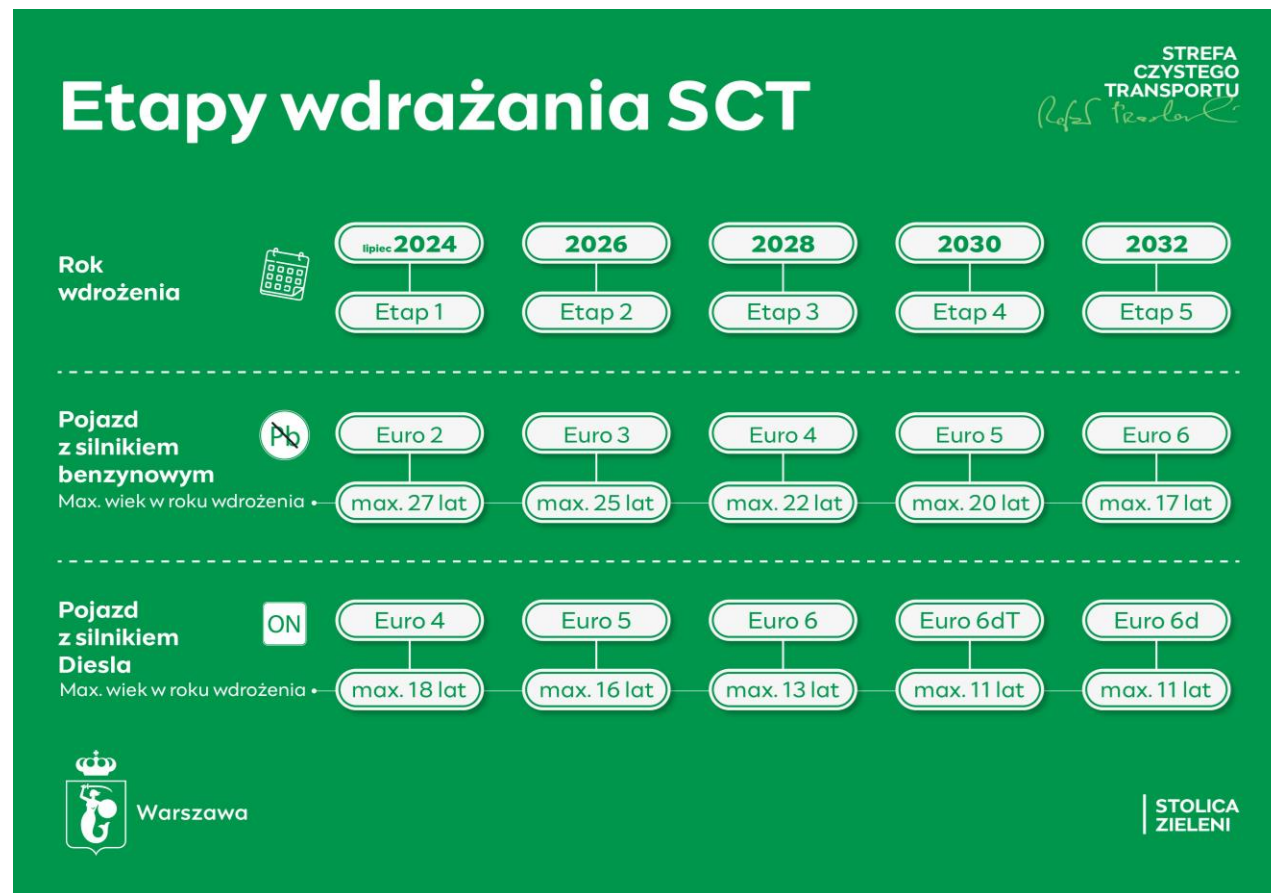 Etapy wdrażania SCT
STREFA
CZYSTEGO
TRANSPORTU
Rok
wdrożenia
lipiec 2024
2026
2028
2030
2032
Etap 1
Etap 2
Etap 3
Etap 4
Etap 5
Pojazd
z silnikiem
benzynowym
Max. wiek w roku wdrożenia
Pb
Euro 2
Euro 3
Euro 4
Euro 5
Euro 6
max. 27 lat
max. 25 lat
max. 22 lat
max. 20 lat
max. 17 lat
Pojazd
z silnikiem
Diesla
Max. wiek w roku wdrożenia
ON
Euro 4
Euro 5
Euro 6
Euro 6dT
Euro 6d
max. 18 lat
max. 16 lat
max. 13 lat
max. 11 lat
max. 11 lat
Warszawa
STOLICA
ZIELENI